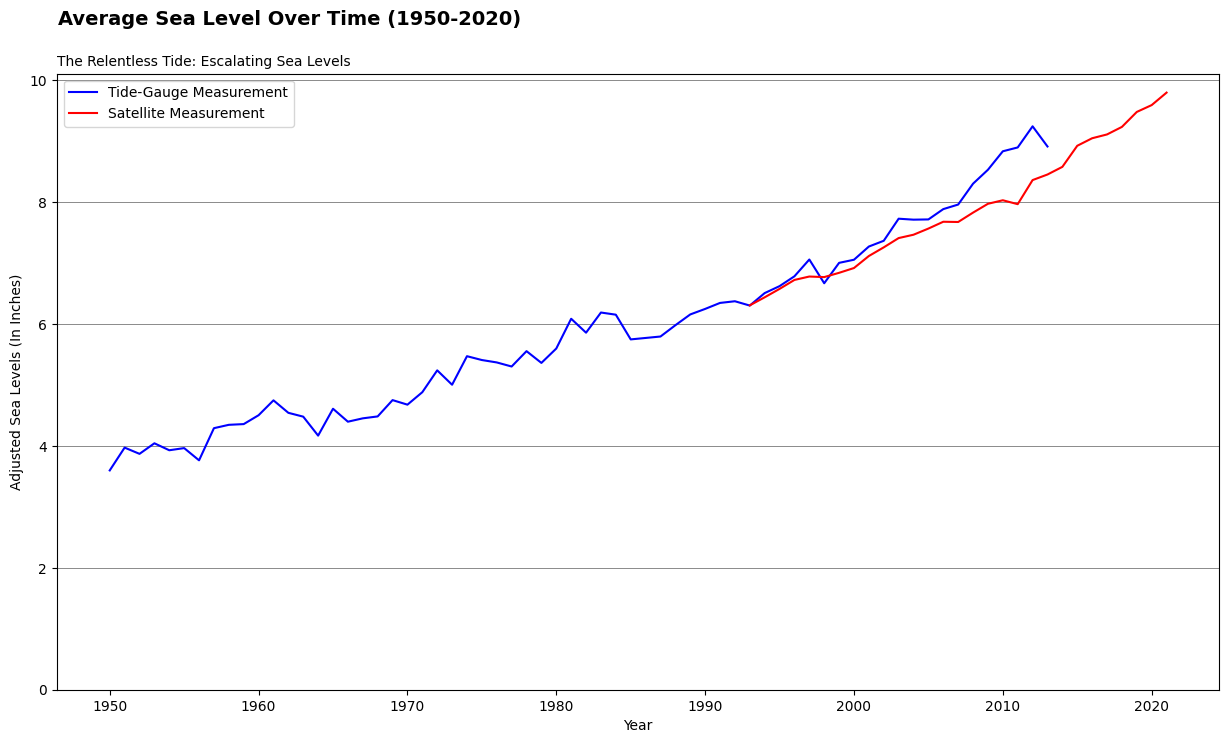 Average Sea Level Over Time (1950-2020)
The Relentless Tide: Escalating Sea Levels
Tide-Gauge Measurement
Satellite Measurement
10
8
6
4
2
0
Adjusted Sea Levels (In Inches)
1950 1960 1970 1980 1990 2000 2010 2020
Year